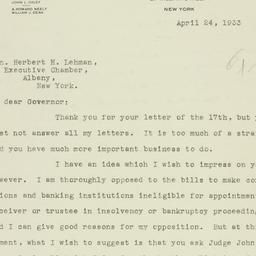 JOHN L. OXLEY
A. HOWARD NEELY
WILLIAM J. DEAN
NEW YORK
April 24, 1933
n. Herbert H. Lehman,
Executive Chamber,
Albany,
New York.
dear Governor:
Thank you for your letter of the 17th, but y
st not answer all my letters. It is too much of a stra
d you have much more important business to do.
I have an idea which I wish to impress on y
wever. I am thoroughly opposed to the bills to make co
tions and banking institutions ineligible for appointmen
ceiver or trustee in insolvency or bankruptcy proceedin
d I can give good reasons for my opposition. But at th
ment, what I wish to suggest is that you ask Judge John